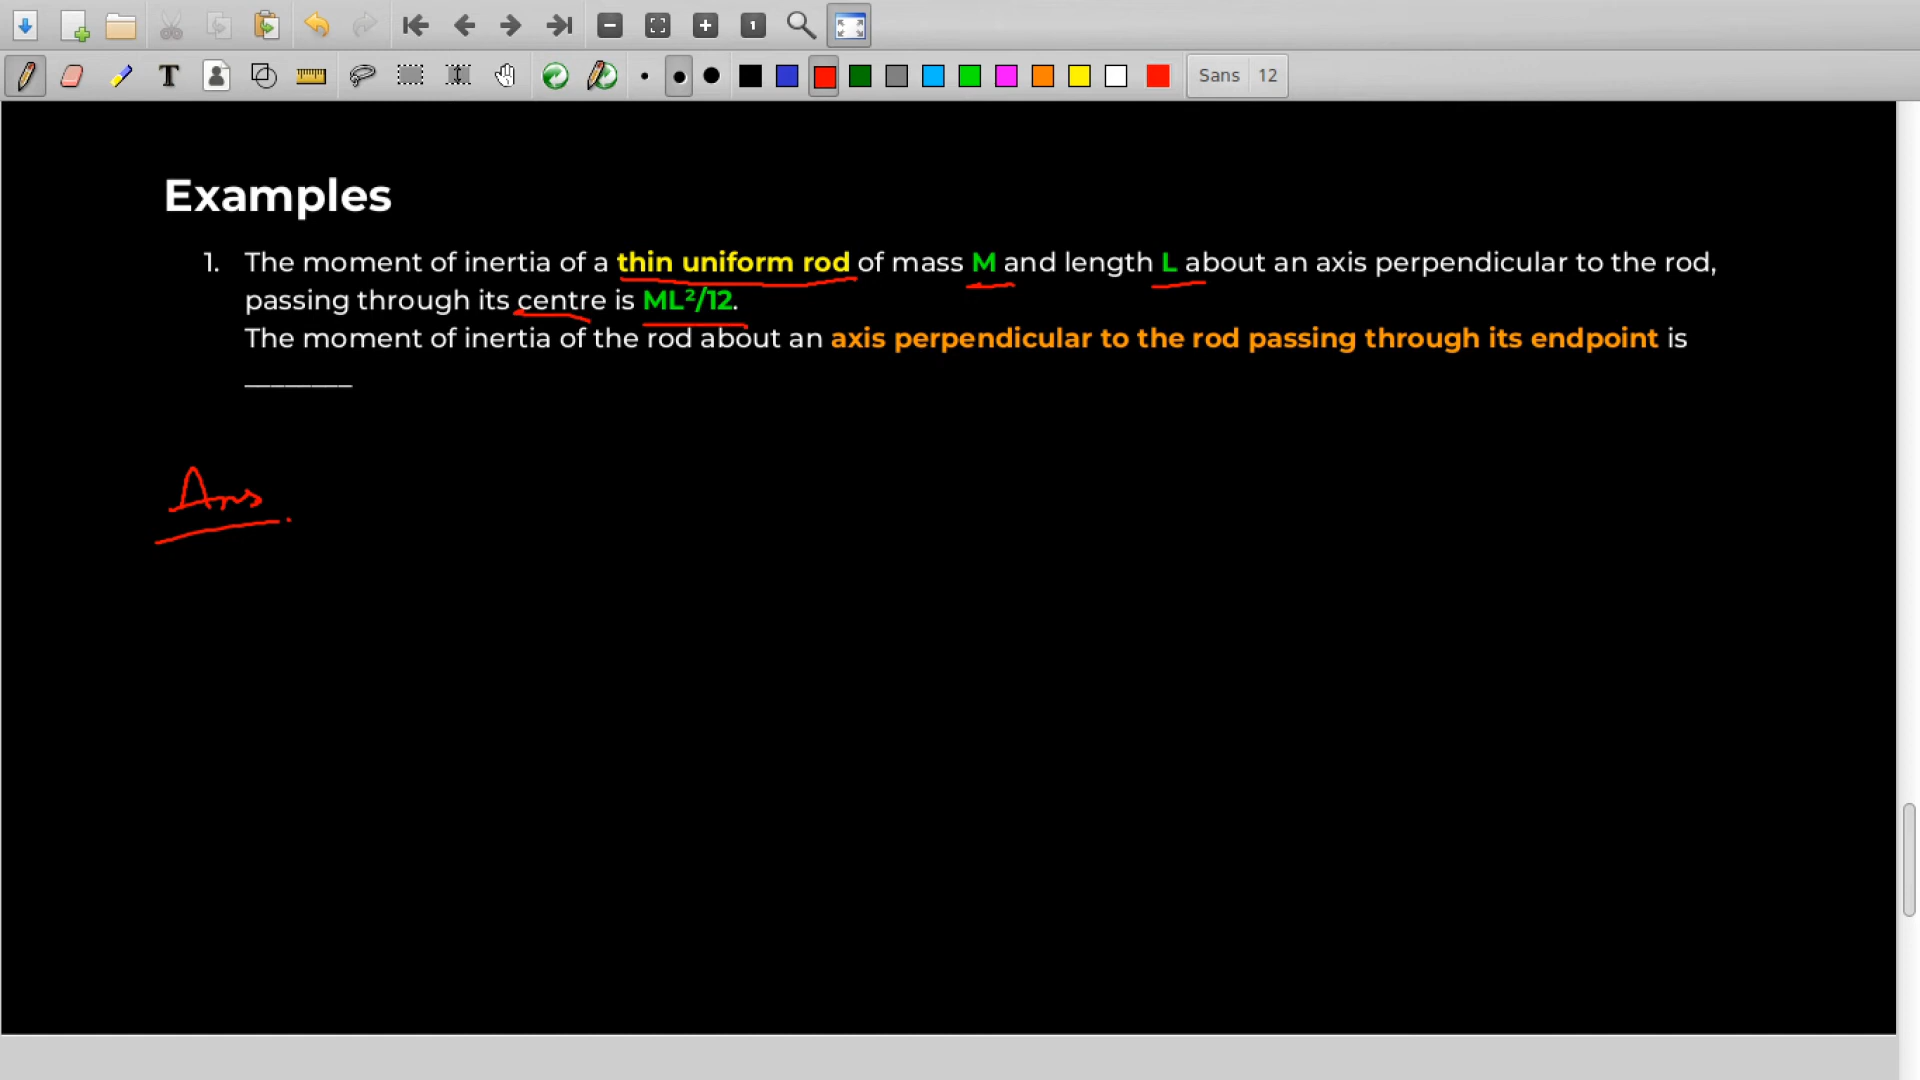 1
T
Sans 12
Examples
1. The moment of inertia of a thin uniform rod of mass M and length L about an axis perpendicular to the rod,
passing through its centre is ML²/12.
The moment of inertia of the rod about an axis perpendicular to the rod passing through its endpoint is
________
Ans